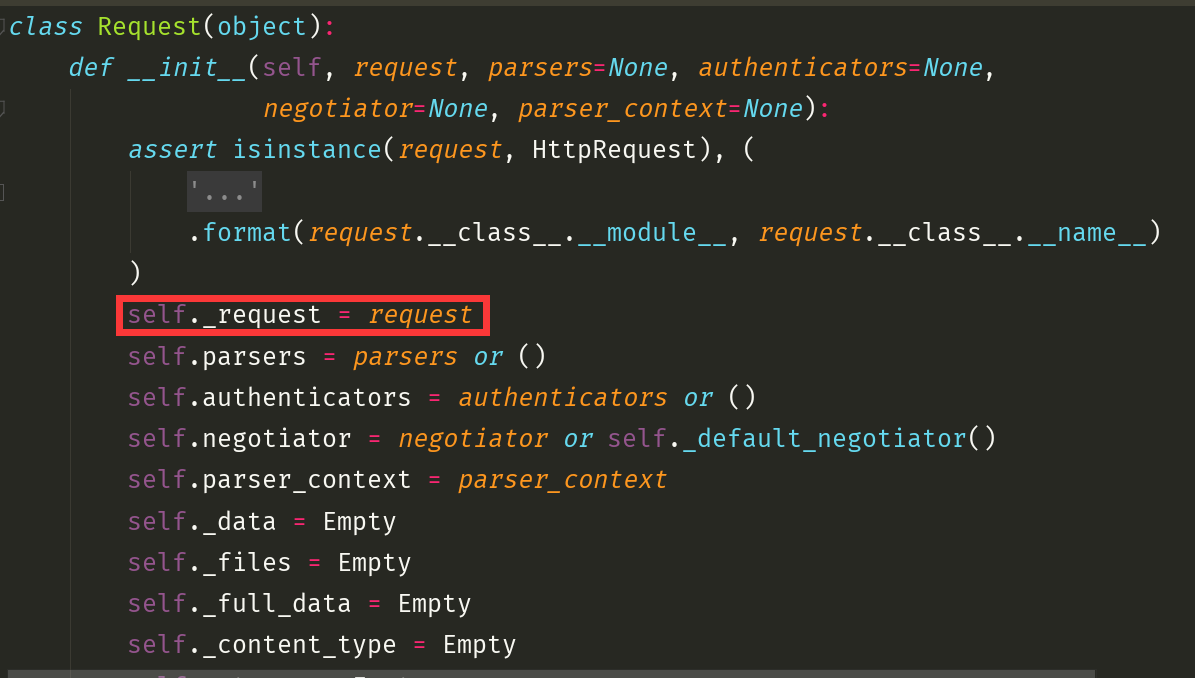 class Request(object):
    def __init__(self, request, parsers=None, authenticators=None,
                 negotiator=None, parser_context=None):
        assert isinstance(request, HttpRequest), (
            '...'
            .format(request.__class__.__module__, request.__class__.__name__)
        )
        self._request = request
        self.parsers = parsers or ()
        self.authenticators = authenticators or ()
        self.negotiator = negotiator or self._default_negotiator()
        self.parser_context = parser_context
        self._data = Empty
        self._files = Empty
        self._full_data = Empty
        self._content_type = Empty